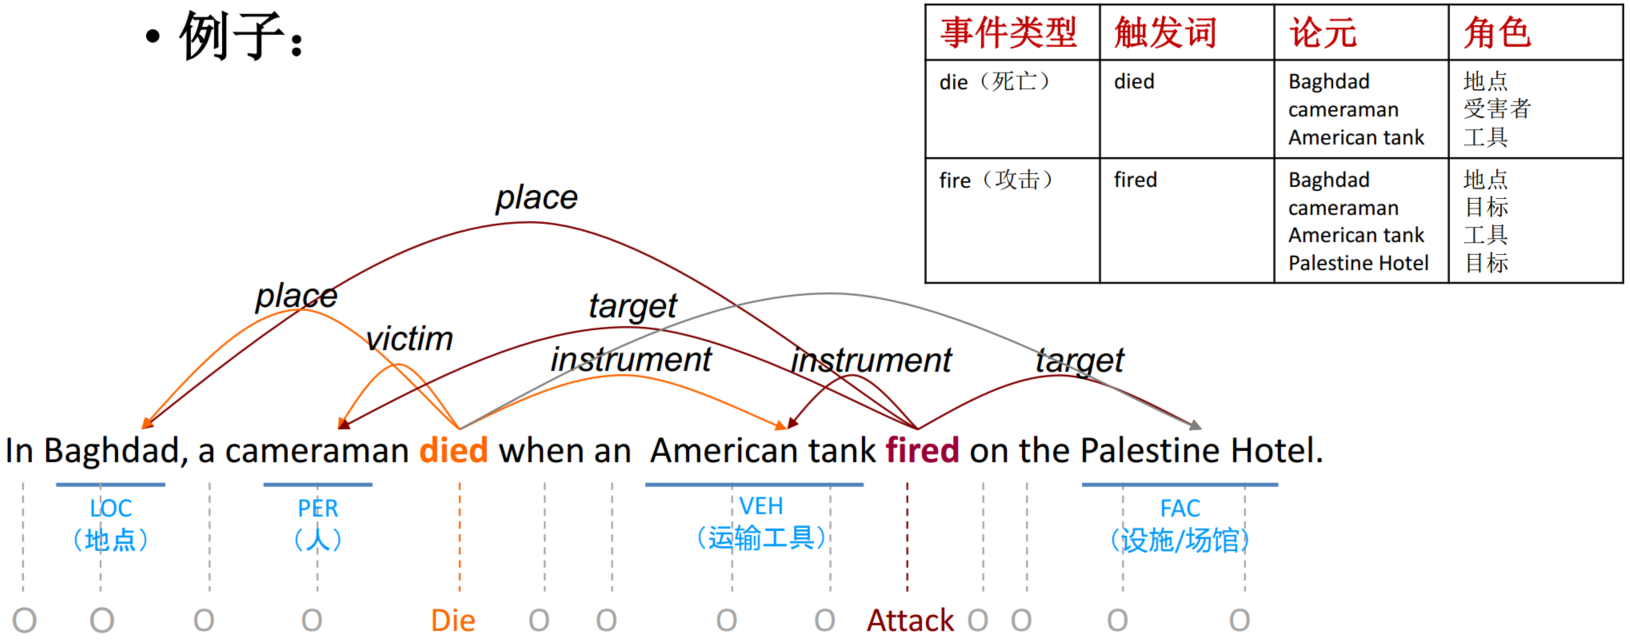 • 例子：
事件类型 触发词 论元 角色
die（死亡） died Baghdad 地点
cameraman 受害者
American tank 工具
fire（攻击） fired Baghdad 地点
cameraman 目标
American tank 工具
Palestine Hotel 目标
place
place
target
victim
instrument
instrument
target
In Baghdad, a cameraman died when an American tank fired on the Palestine Hotel.
LOC PER VEH FAC
（地点） （人） （运输工具） （设施/场馆）
O O O O Die O O O O Attack O O O O